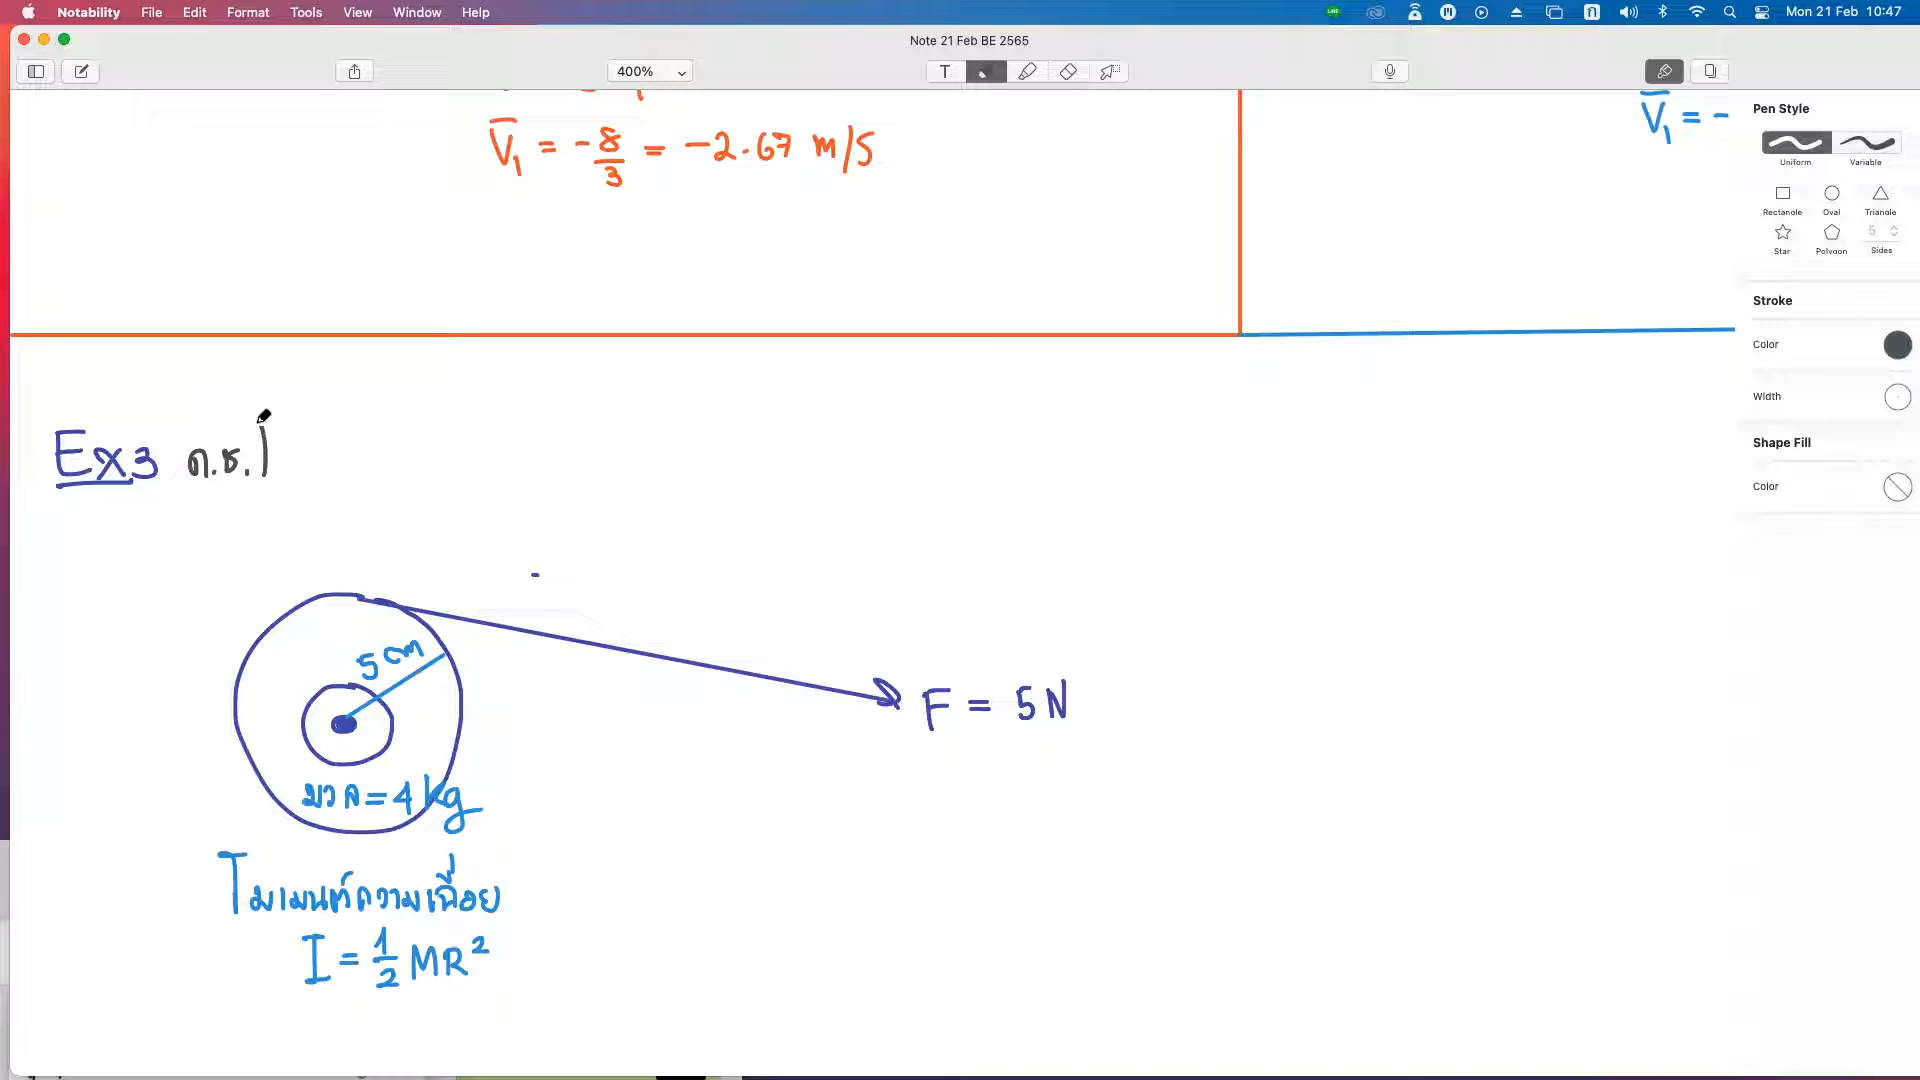 Notability File Edit Format Tools View Window Help
Mon 21 Feb 10:47
Note 21 Feb BE 2565
400%
T
Pen Style
Uniform Variable
Rectangle Oval Triangle
5
Star Polygon Sides
Stroke
Color
Width
Shape Fill
Color
V̅₁ = -8/3 = -2.67 m/s
V̅₁ = -
Ex3
5 cm
F = 5 N
มวล = 4 kg
โมเมนต์ความเฉื่อย
I = 1/2 MR²